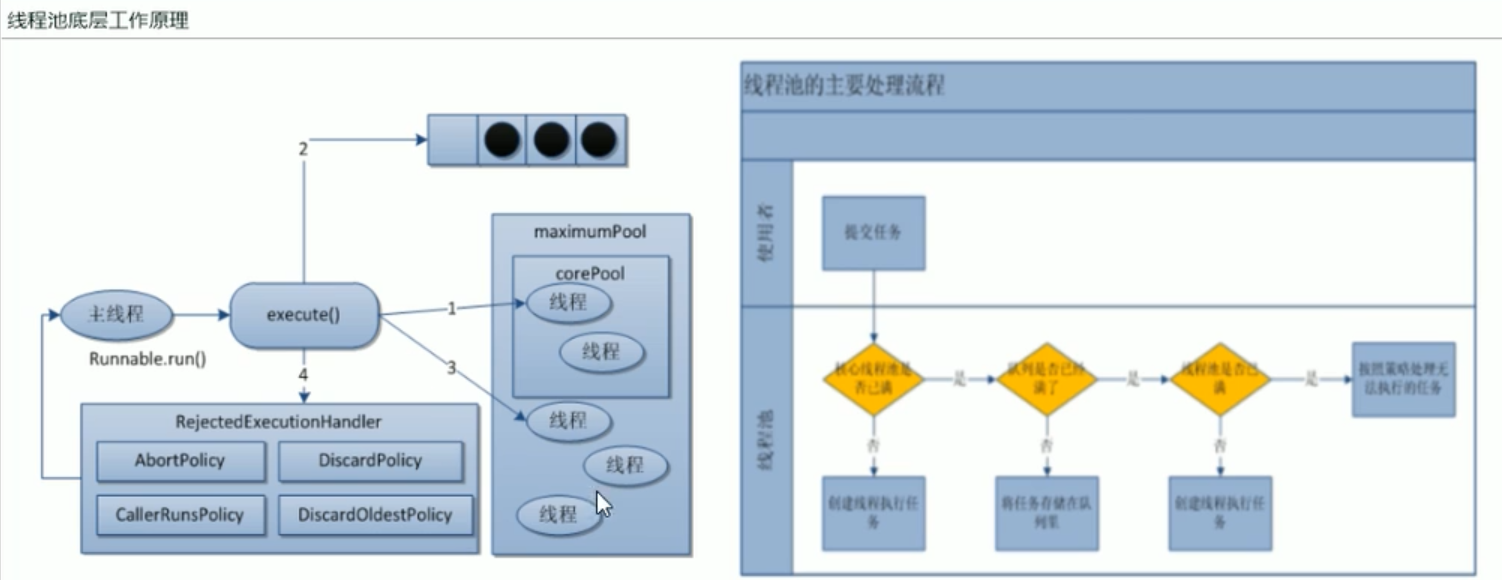 线程池底层工作原理
2
maximumPool
corePool
线程
线程
主线程
execute()
1
Runnable.run()
3
4
线程
线程
线程
RejectedExecutionHandler
AbortPolicy
DiscardPolicy
CallerRunsPolicy
DiscardOldestPolicy
线程池的主要处理流程
使用者
提交任务
线程池
核心线程池是
否已满
是
队列是否已经
满了
是
线程池是否已
满
是
按照策略处理无
法执行的任务
否
否
否
创建线程执行任
务
将任务存储在队
列里
创建线程执行任
务